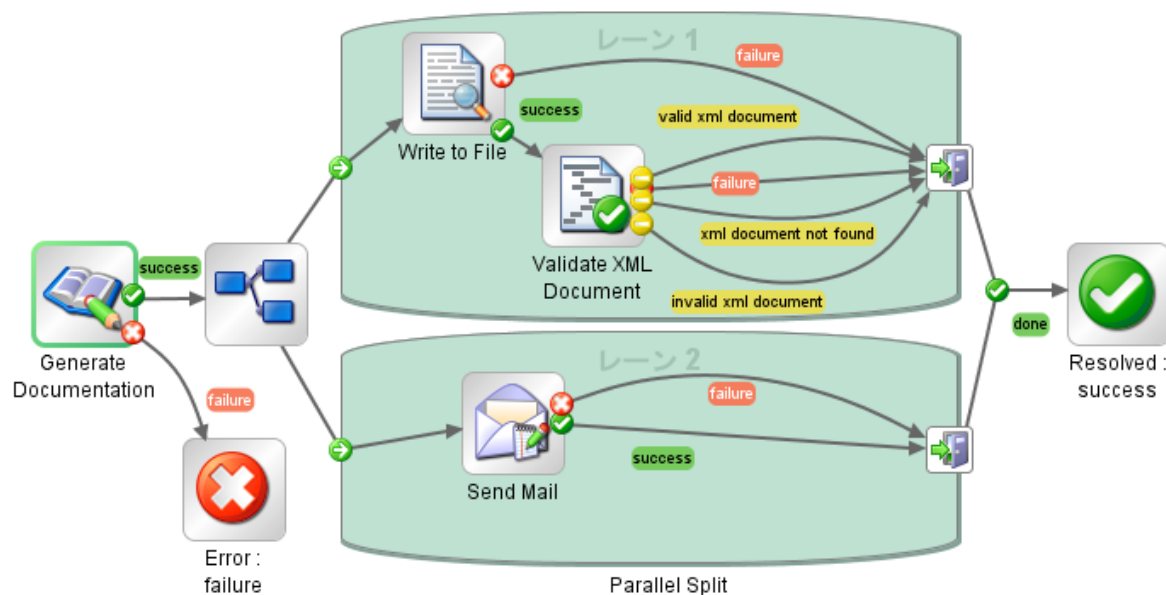 レーン 1
failure
success
valid xml document
Write to File
failure
xml document not found
Validate XML
Document
invalid xml document
success
Generate
Documentation
failure
Error :
failure
done
Resolved :
success
レーン 2
failure
success
Send Mail
Parallel Split